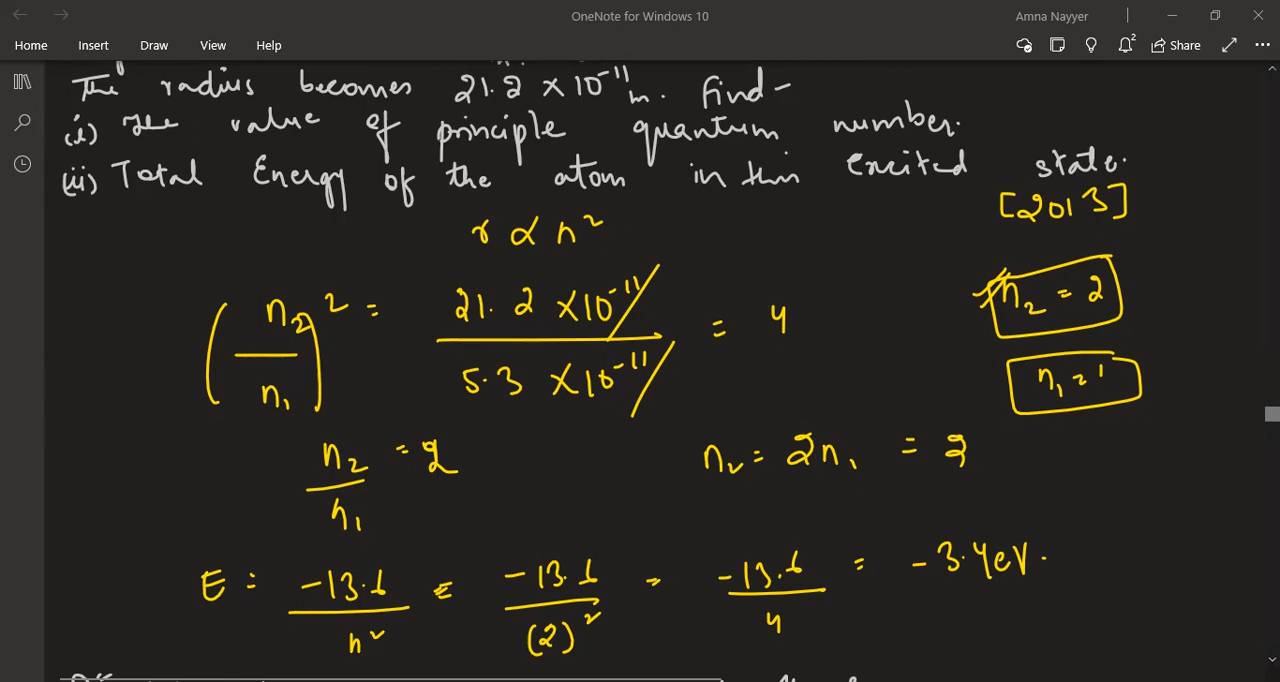 OneNote for Windows 10
Amna Nayyer
Home Insert Draw View Help
Share
The radius becomes 21.2 × 10⁻¹¹ m. Find-
(i) The value of principle quantum number.
(ii) Total Energy of the atom in this excited state.
[2013]
r ∝ n²
(n₂/n₁)² = 21.2 × 10⁻¹¹ / 5.3 × 10⁻¹¹ = 4
n₂ = 2
n₁ = 1
n₂/n₁ = 2
n₂ = 2n₁ = 2
E = -13.6/n² = -13.6/(2)² = -13.6/4 = -3.4 eV.